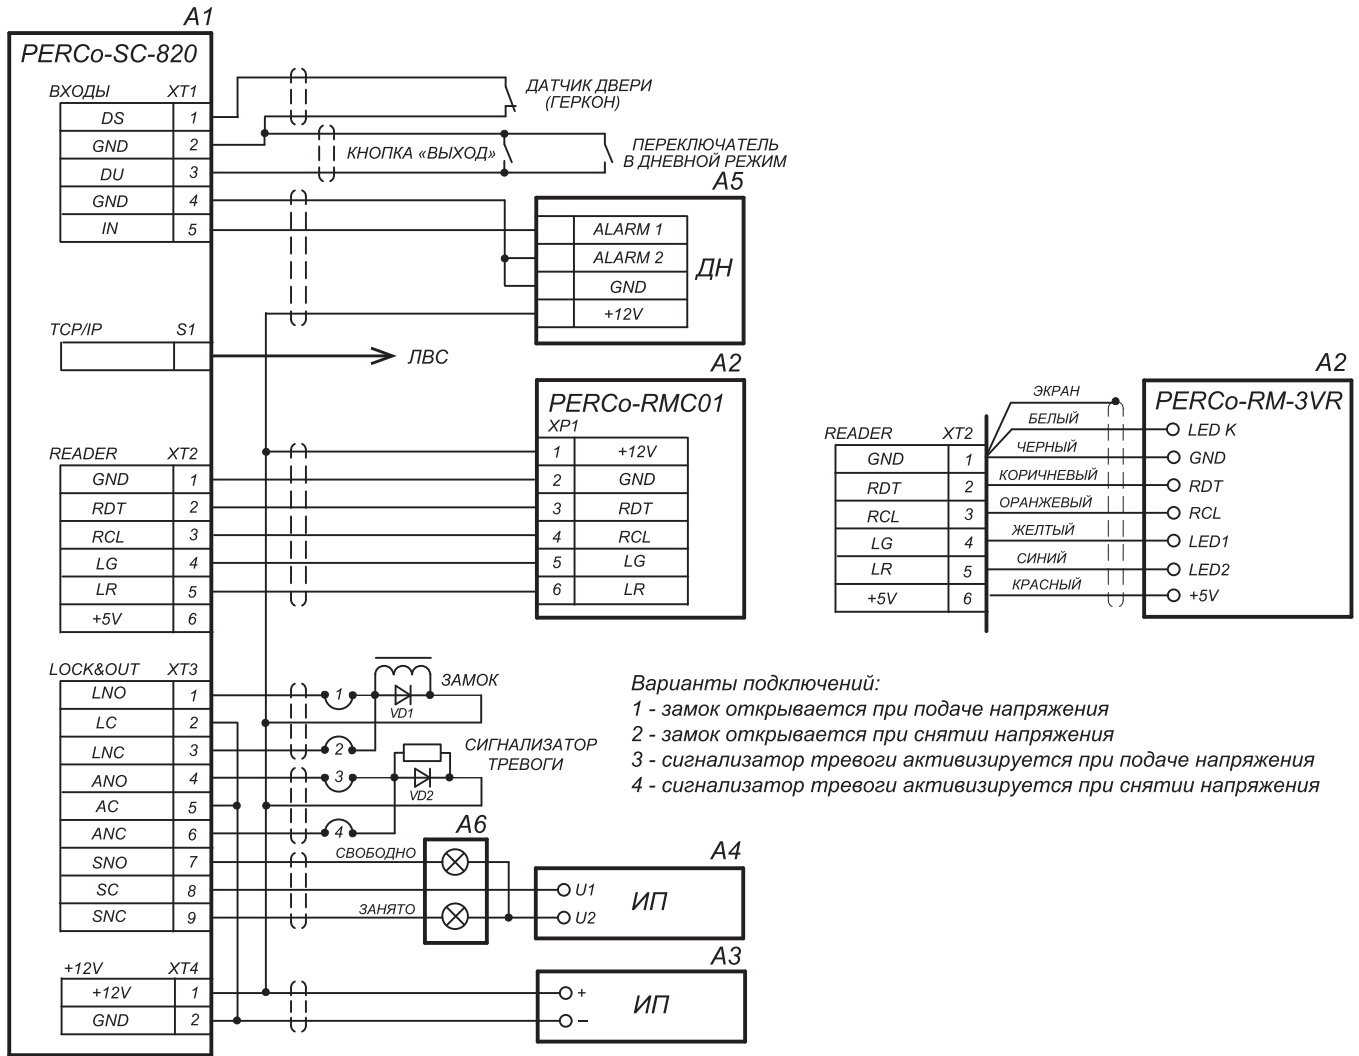 A1
PERCo-SC-820
ВХОДЫ XT1
DS 1
GND 2
DU 3
GND 4
IN 5
TCP/IP S1
READER XT2
GND 1
RDT 2
RCL 3
LG 4
LR 5
+5V 6
LOCK&OUT XT3
LNO 1
LC 2
LNC 3
ANO 4
AC 5
ANC 6
SNO 7
SC 8
SNC 9
+12V XT4
+12V 1
GND 2
ДАТЧИК ДВЕРИ
(ГЕРКОН)
КНОПКА «ВЫХОД»
ПЕРЕКЛЮЧАТЕЛЬ
В ДНЕВНОЙ РЕЖИМ
A5
ALARM 1
ALARM 2
GND
+12V
ДН
ЛВС
A2
PERCo-RMC01
XP1
1 +12V
2 GND
3 RDT
4 RCL
5 LG
6 LR
1
VD1
ЗАМОК
2
СИГНАЛИЗАТОР
ТРЕВОГИ
3
VD2
4
A6
СВОБОДНО
ЗАНЯТО
A4
U1
U2
ИП
A3
+
–
ИП
READER XT2
GND 1
RDT 2
RCL 3
LG 4
LR 5
+5V 6
ЭКРАН
БЕЛЫЙ
ЧЕРНЫЙ
КОРИЧНЕВЫЙ
ОРАНЖЕВЫЙ
ЖЕЛТЫЙ
СИНИЙ
КРАСНЫЙ
A2
PERCo-RM-3VR
LED K
GND
RDT
RCL
LED1
LED2
+5V
Варианты подключений:
1 - замок открывается при подаче напряжения
2 - замок открывается при снятии напряжения
3 - сигнализатор тревоги активизируется при подаче напряжения
4 - сигнализатор тревоги активизируется при снятии напряжения